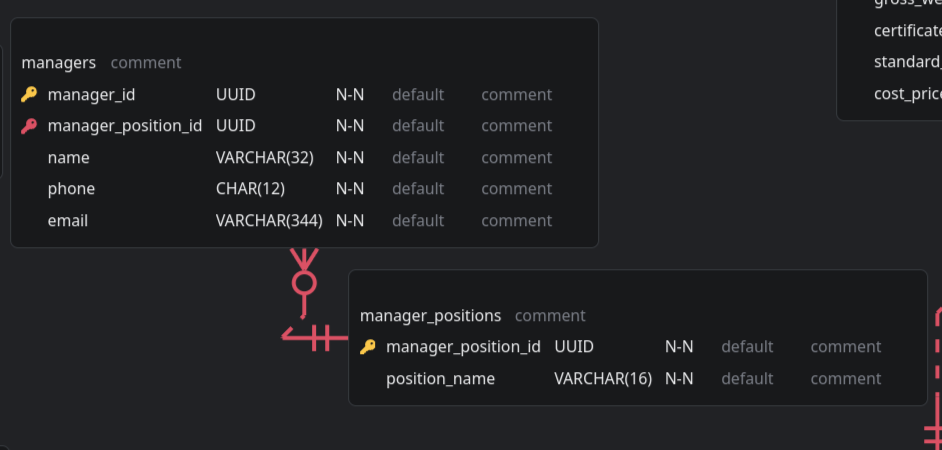 managers comment
manager_id UUID N-N default comment
manager_position_id UUID N-N default comment
name VARCHAR(32) N-N default comment
phone CHAR(12) N-N default comment
email VARCHAR(344) N-N default comment
manager_positions comment
manager_position_id UUID N-N default comment
position_name VARCHAR(16) N-N default comment
certificate
standard_
cost_price